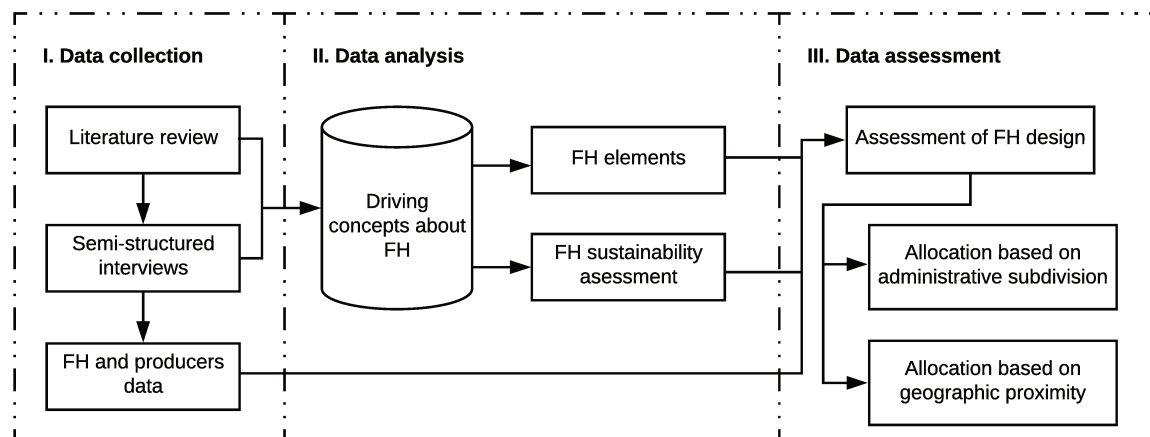 I. Data collection
Literature review
Semi-structured
interviews
FH and producers
data
II. Data analysis
Driving
concepts about
FH
FH elements
FH sustainability
asessment
III. Data assessment
Assessment of FH design
Allocation based on
administrative subdivision
Allocation based on
geographic proximity